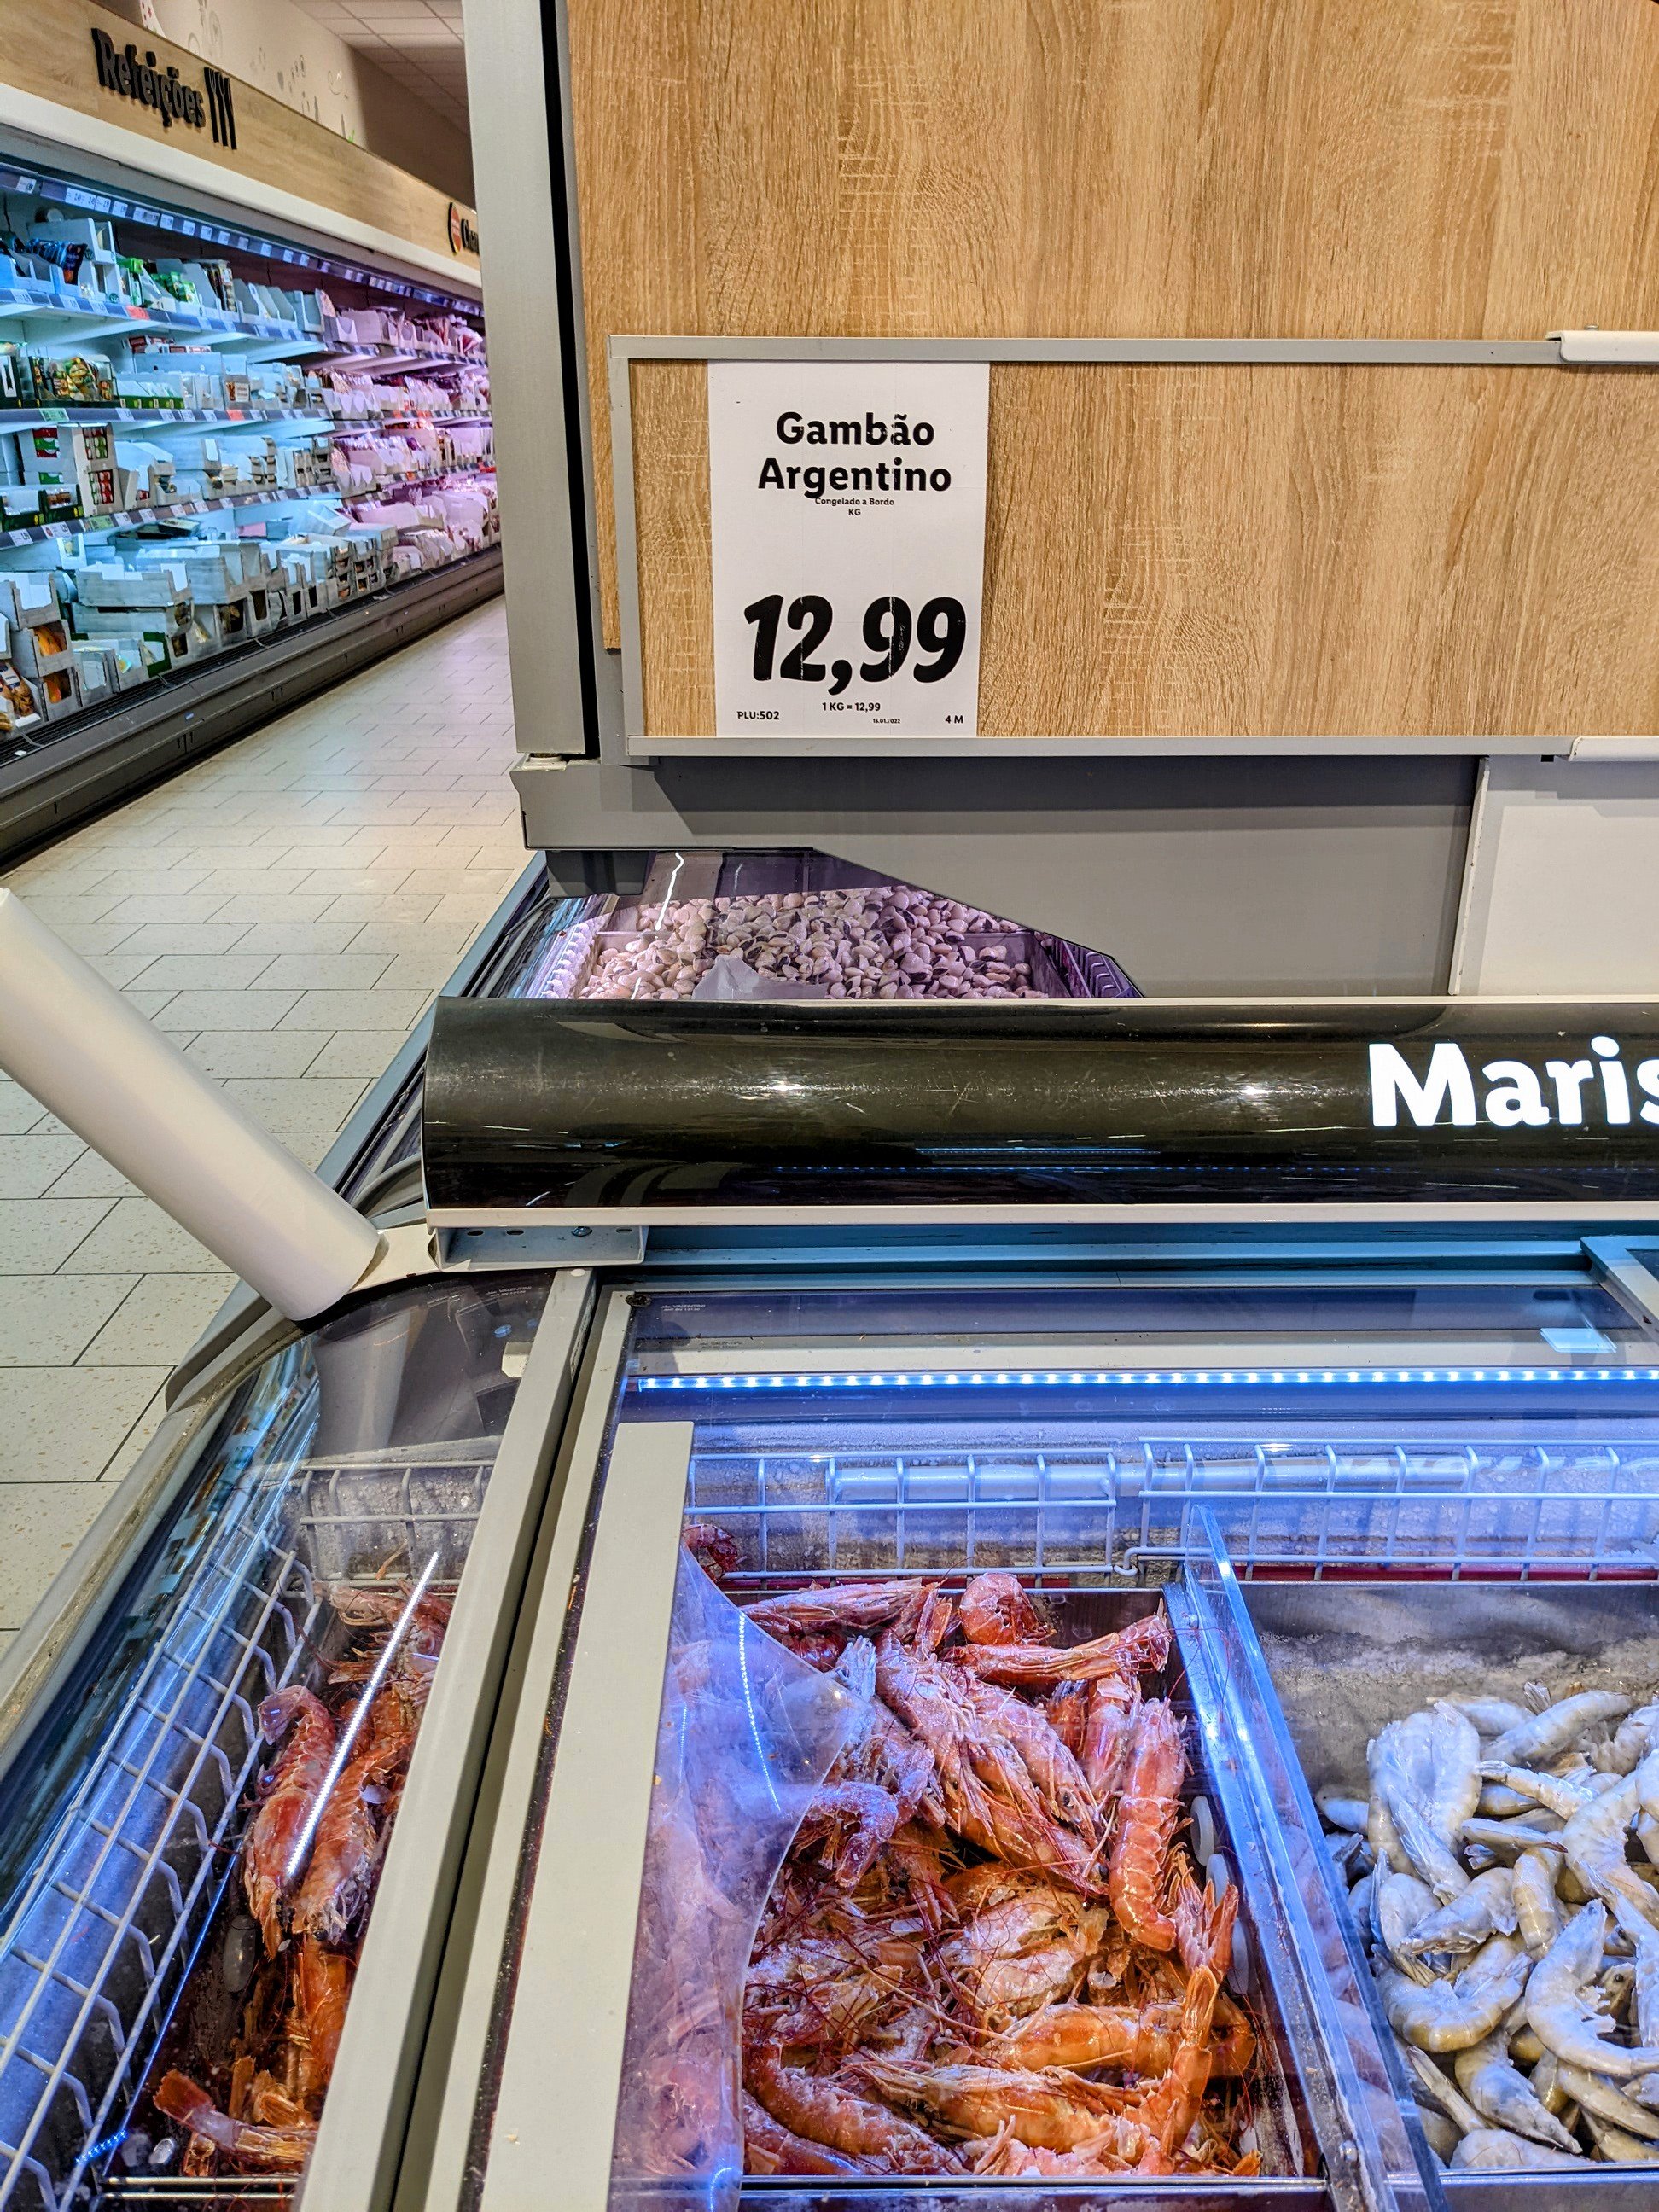 Refeições
Gambão
Argentino
Congelado a Bordo
KG
12,99
1 KG = 12,99
PLU:502
4 M
Maris